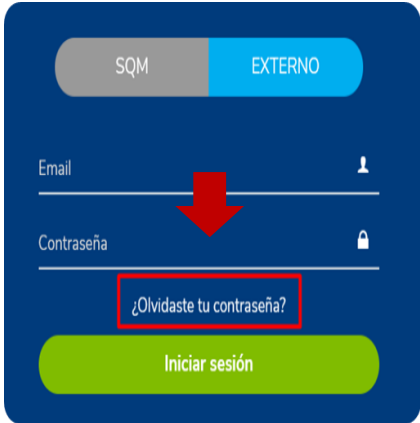 SQM EXTERNO
Email
Contraseña
¿Olvidaste tu contraseña?
Iniciar sesión